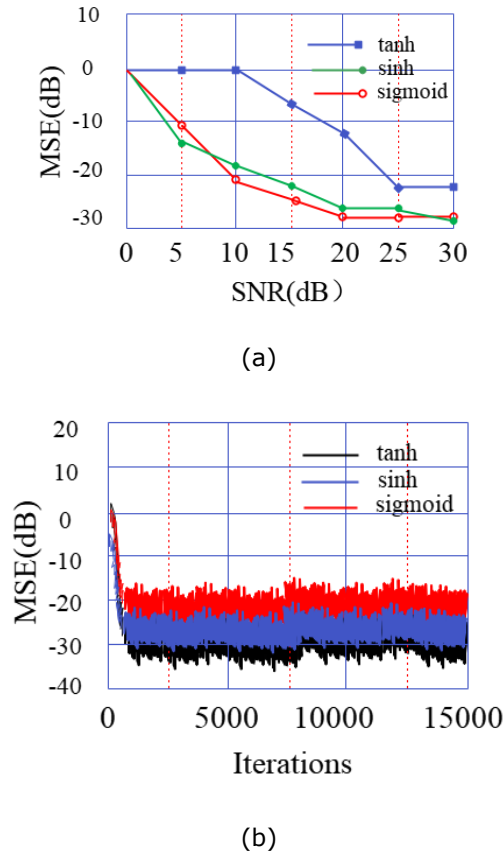 0
-10
-20
-30
MSE(dB)
tanh
sinh
sigmoid
0 5 10 15 20 25 30
SNR(dB）
(a)
20
10
0
-10
-20
-30
-40
MSE(dB)
tanh
sinh
sigmoid
0 5000 10000 15000
Iterations
(b)